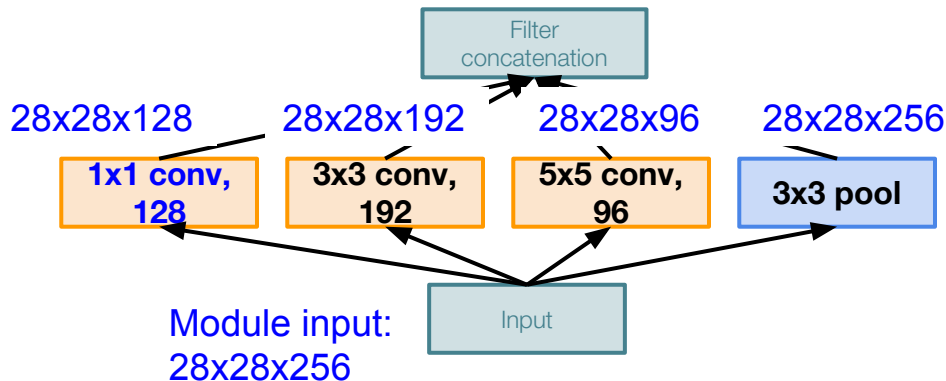 Filter
concatenation
28x28x128
28x28x192
28x28x96
28x28x256
1x1 conv,
128
3x3 conv,
192
5x5 conv,
96
3x3 pool
Input
Module input:
28x28x256